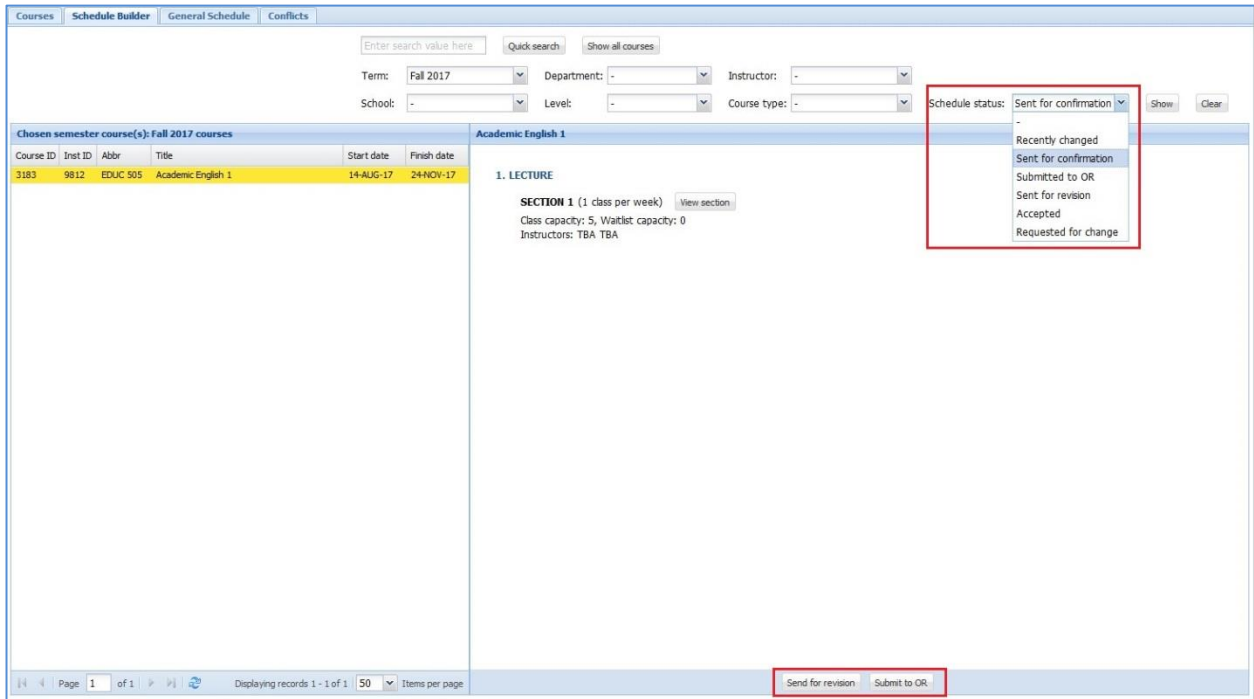 Courses Schedule Builder General Schedule Conflicts
Enter search value here Quick search Show all courses
Term: Fall 2017 Department: - Instructor: -
School: - Level: - Course type: - Schedule status: Sent for confirmation Show Clear
-
Recently changed
Sent for confirmation
Submitted to OR
Sent for revision
Accepted
Requested for change
Chosen semester course(s): Fall 2017 courses
Course ID Inst ID Abbr Title Start date Finish date
3183 9812 EDUC 505 Academic English 1 14-AUG-17 24-NOV-17
Academic English 1
1. LECTURE
SECTION 1 (1 class per week) View section
Class capacity: 5, Waitlist capacity: 0
Instructors: TBA TBA
Page 1 of 1 Displaying records 1 - 1 of 1 50 Items per page
Send for revision Submit to OR